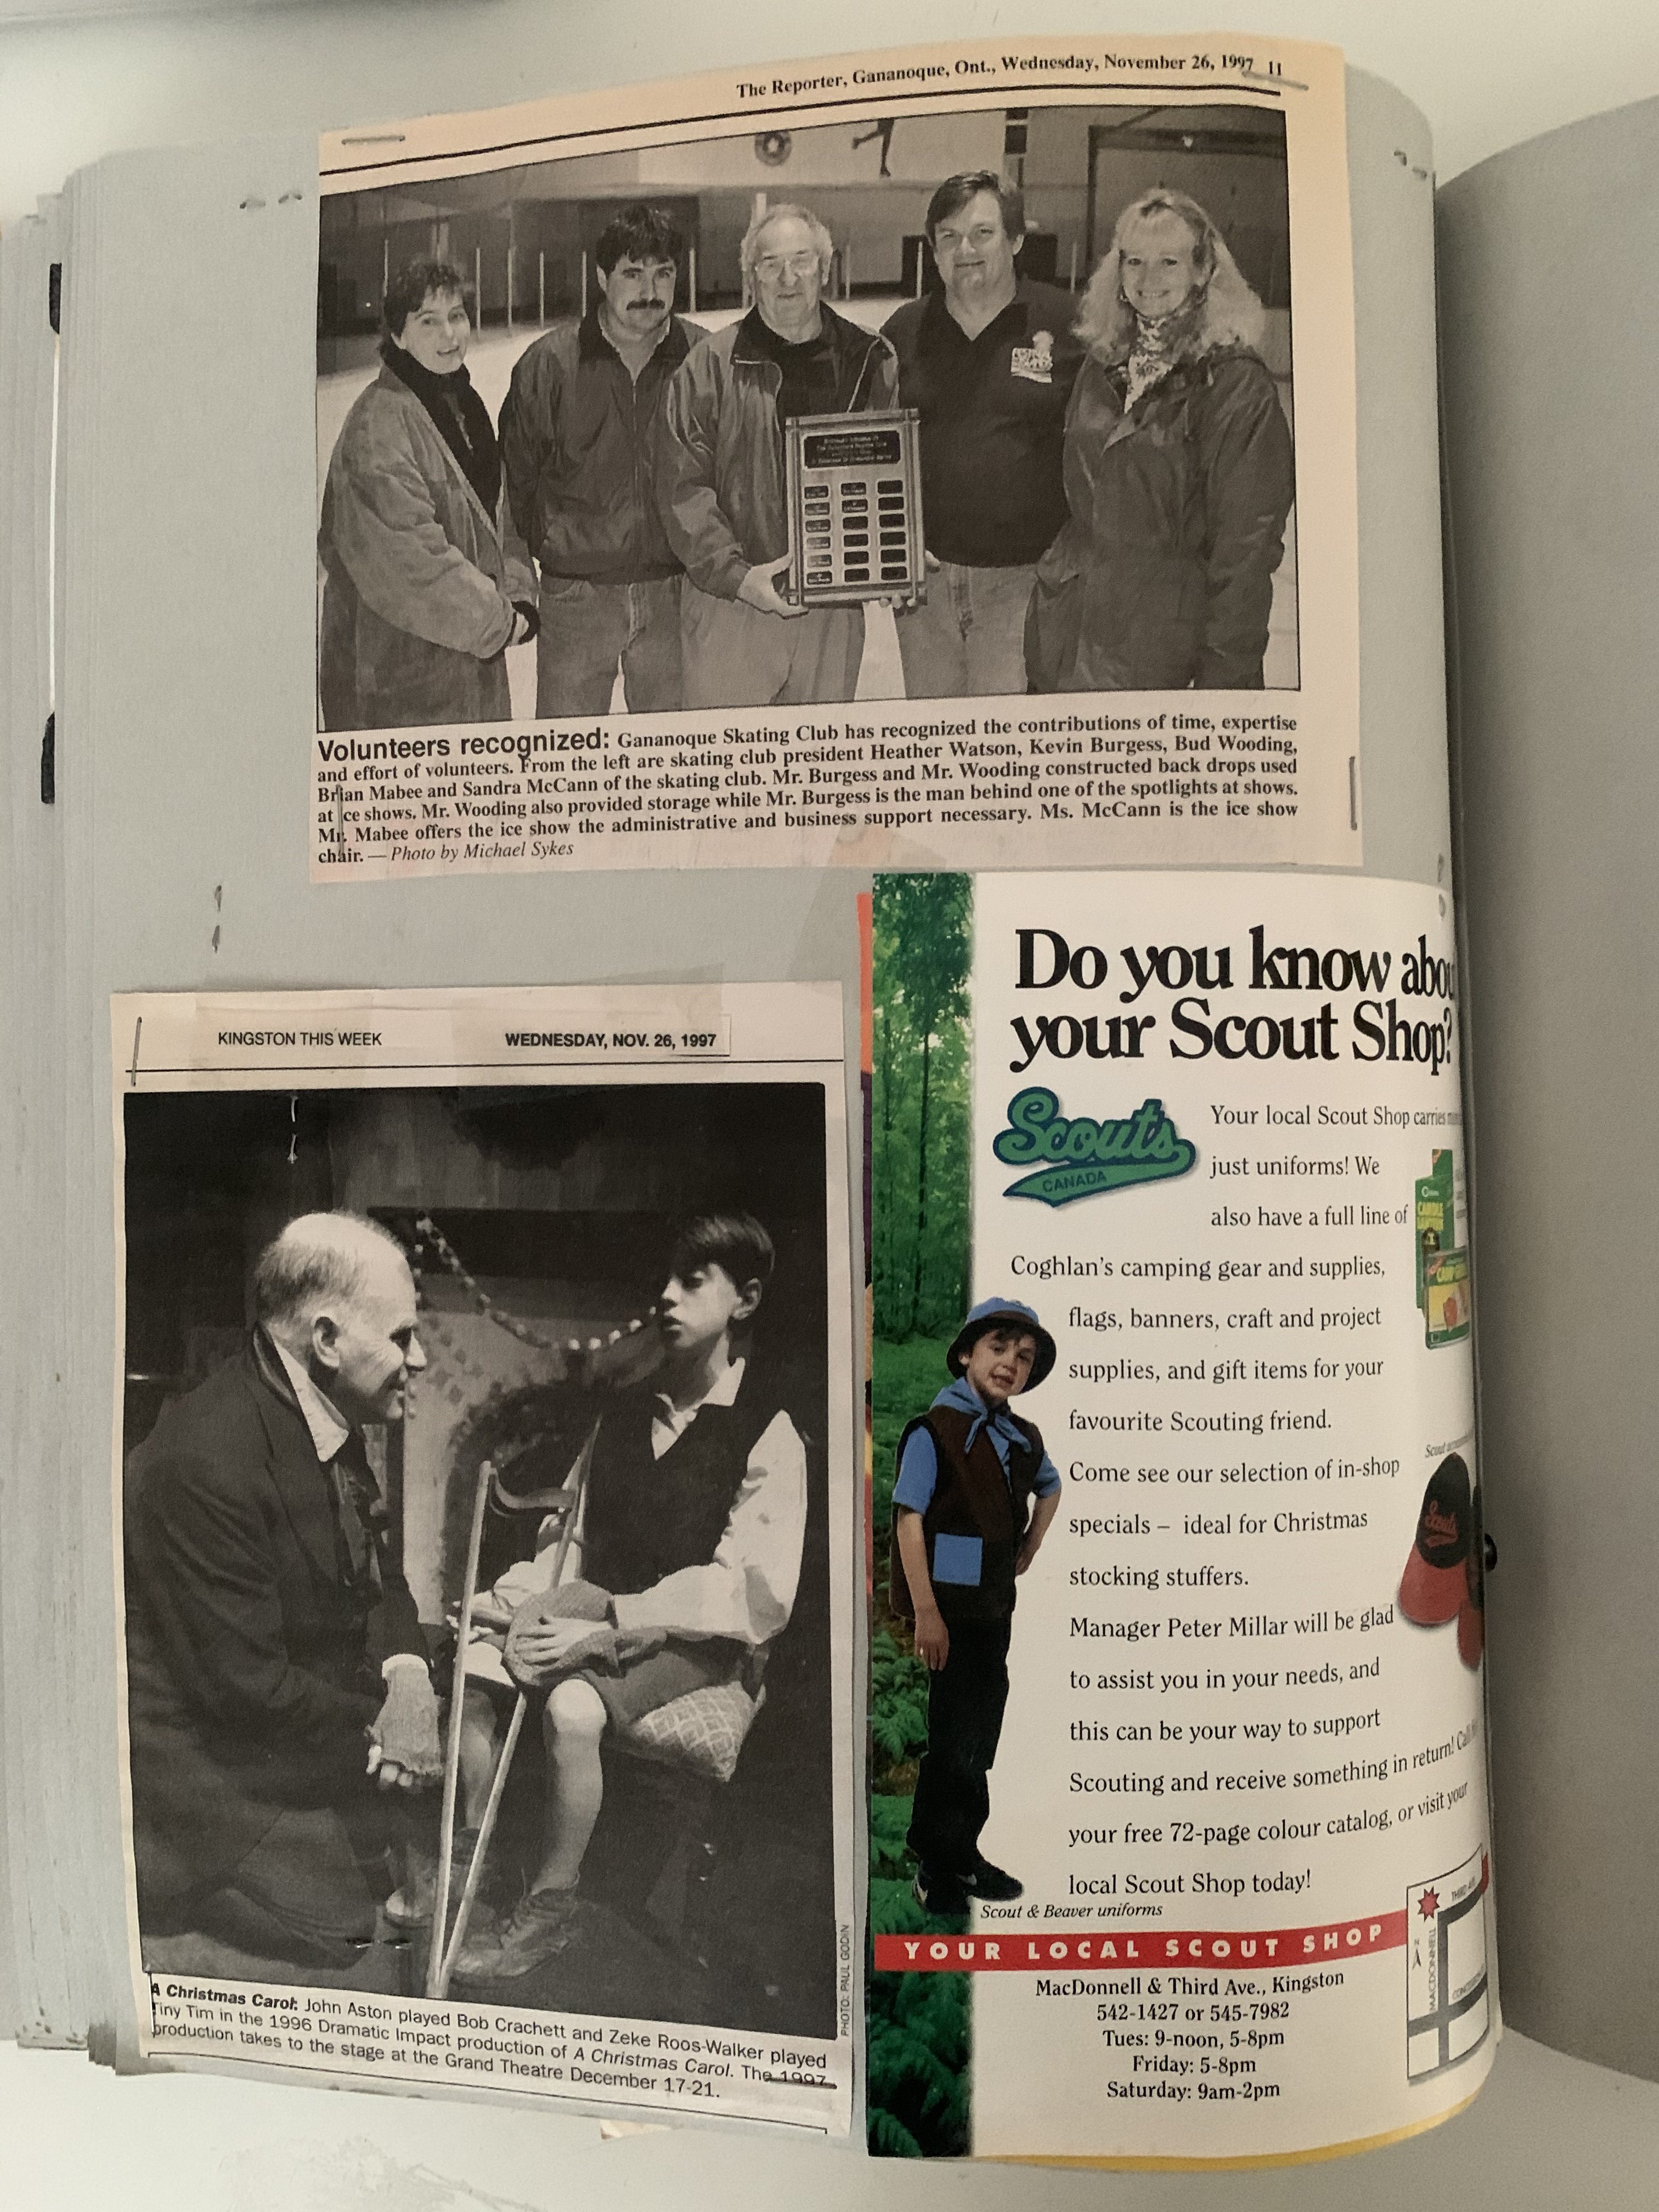 The Reporter, Gananoque, Ont., Wednesday, November 26, 1997 11
Volunteers recognized: Gananoque Skating Club has recognized the contributions of time, expertise
and effort of volunteers. From the left are skating club president Heather Watson, Kevin Burgess, Bud Wooding,
Brian Mabee and Sandra McCann of the skating club. Mr. Burgess and Mr. Wooding constructed back drops used
at ice shows. Mr. Wooding also provided storage while Mr. Burgess is the man behind one of the spotlights at shows.
Mr. Mabee offers the ice show the administrative and business support necessary. Ms. McCann is the ice show
chair. — Photo by Michael Sykes
KINGSTON THIS WEEK WEDNESDAY, NOV. 26, 1997
PHOTO: PAUL GODIN
A Christmas Carol: John Aston played Bob Crachett and Zeke Roos-Walker played
Tiny Tim in the 1996 Dramatic Impact production of A Christmas Carol. The 1997
production takes to the stage at the Grand Theatre December 17-21.
Do you know abou
your Scout Shop?
Scouts
CANADA
Your local Scout Shop carries
just uniforms! We
also have a full line of
Coghlan's camping gear and supplies,
flags, banners, craft and project
supplies, and gift items for your
favourite Scouting friend.
Come see our selection of in-shop
specials – ideal for Christmas
stocking stuffers.
Manager Peter Millar will be glad
to assist you in your needs, and
this can be your way to support
Scouting and receive something in return! Call
your free 72-page colour catalog, or visit your
local Scout Shop today!
CANDLE
LANTERN
Scout
Scouts
Scout & Beaver uniforms
YOUR LOCAL SCOUT SHOP
MacDonnell & Third Ave., Kingston
542-1427 or 545-7982
Tues: 9-noon, 5-8pm
Friday: 5-8pm
Saturday: 9am-2pm
THIRD AVE
N
MACDONNELL